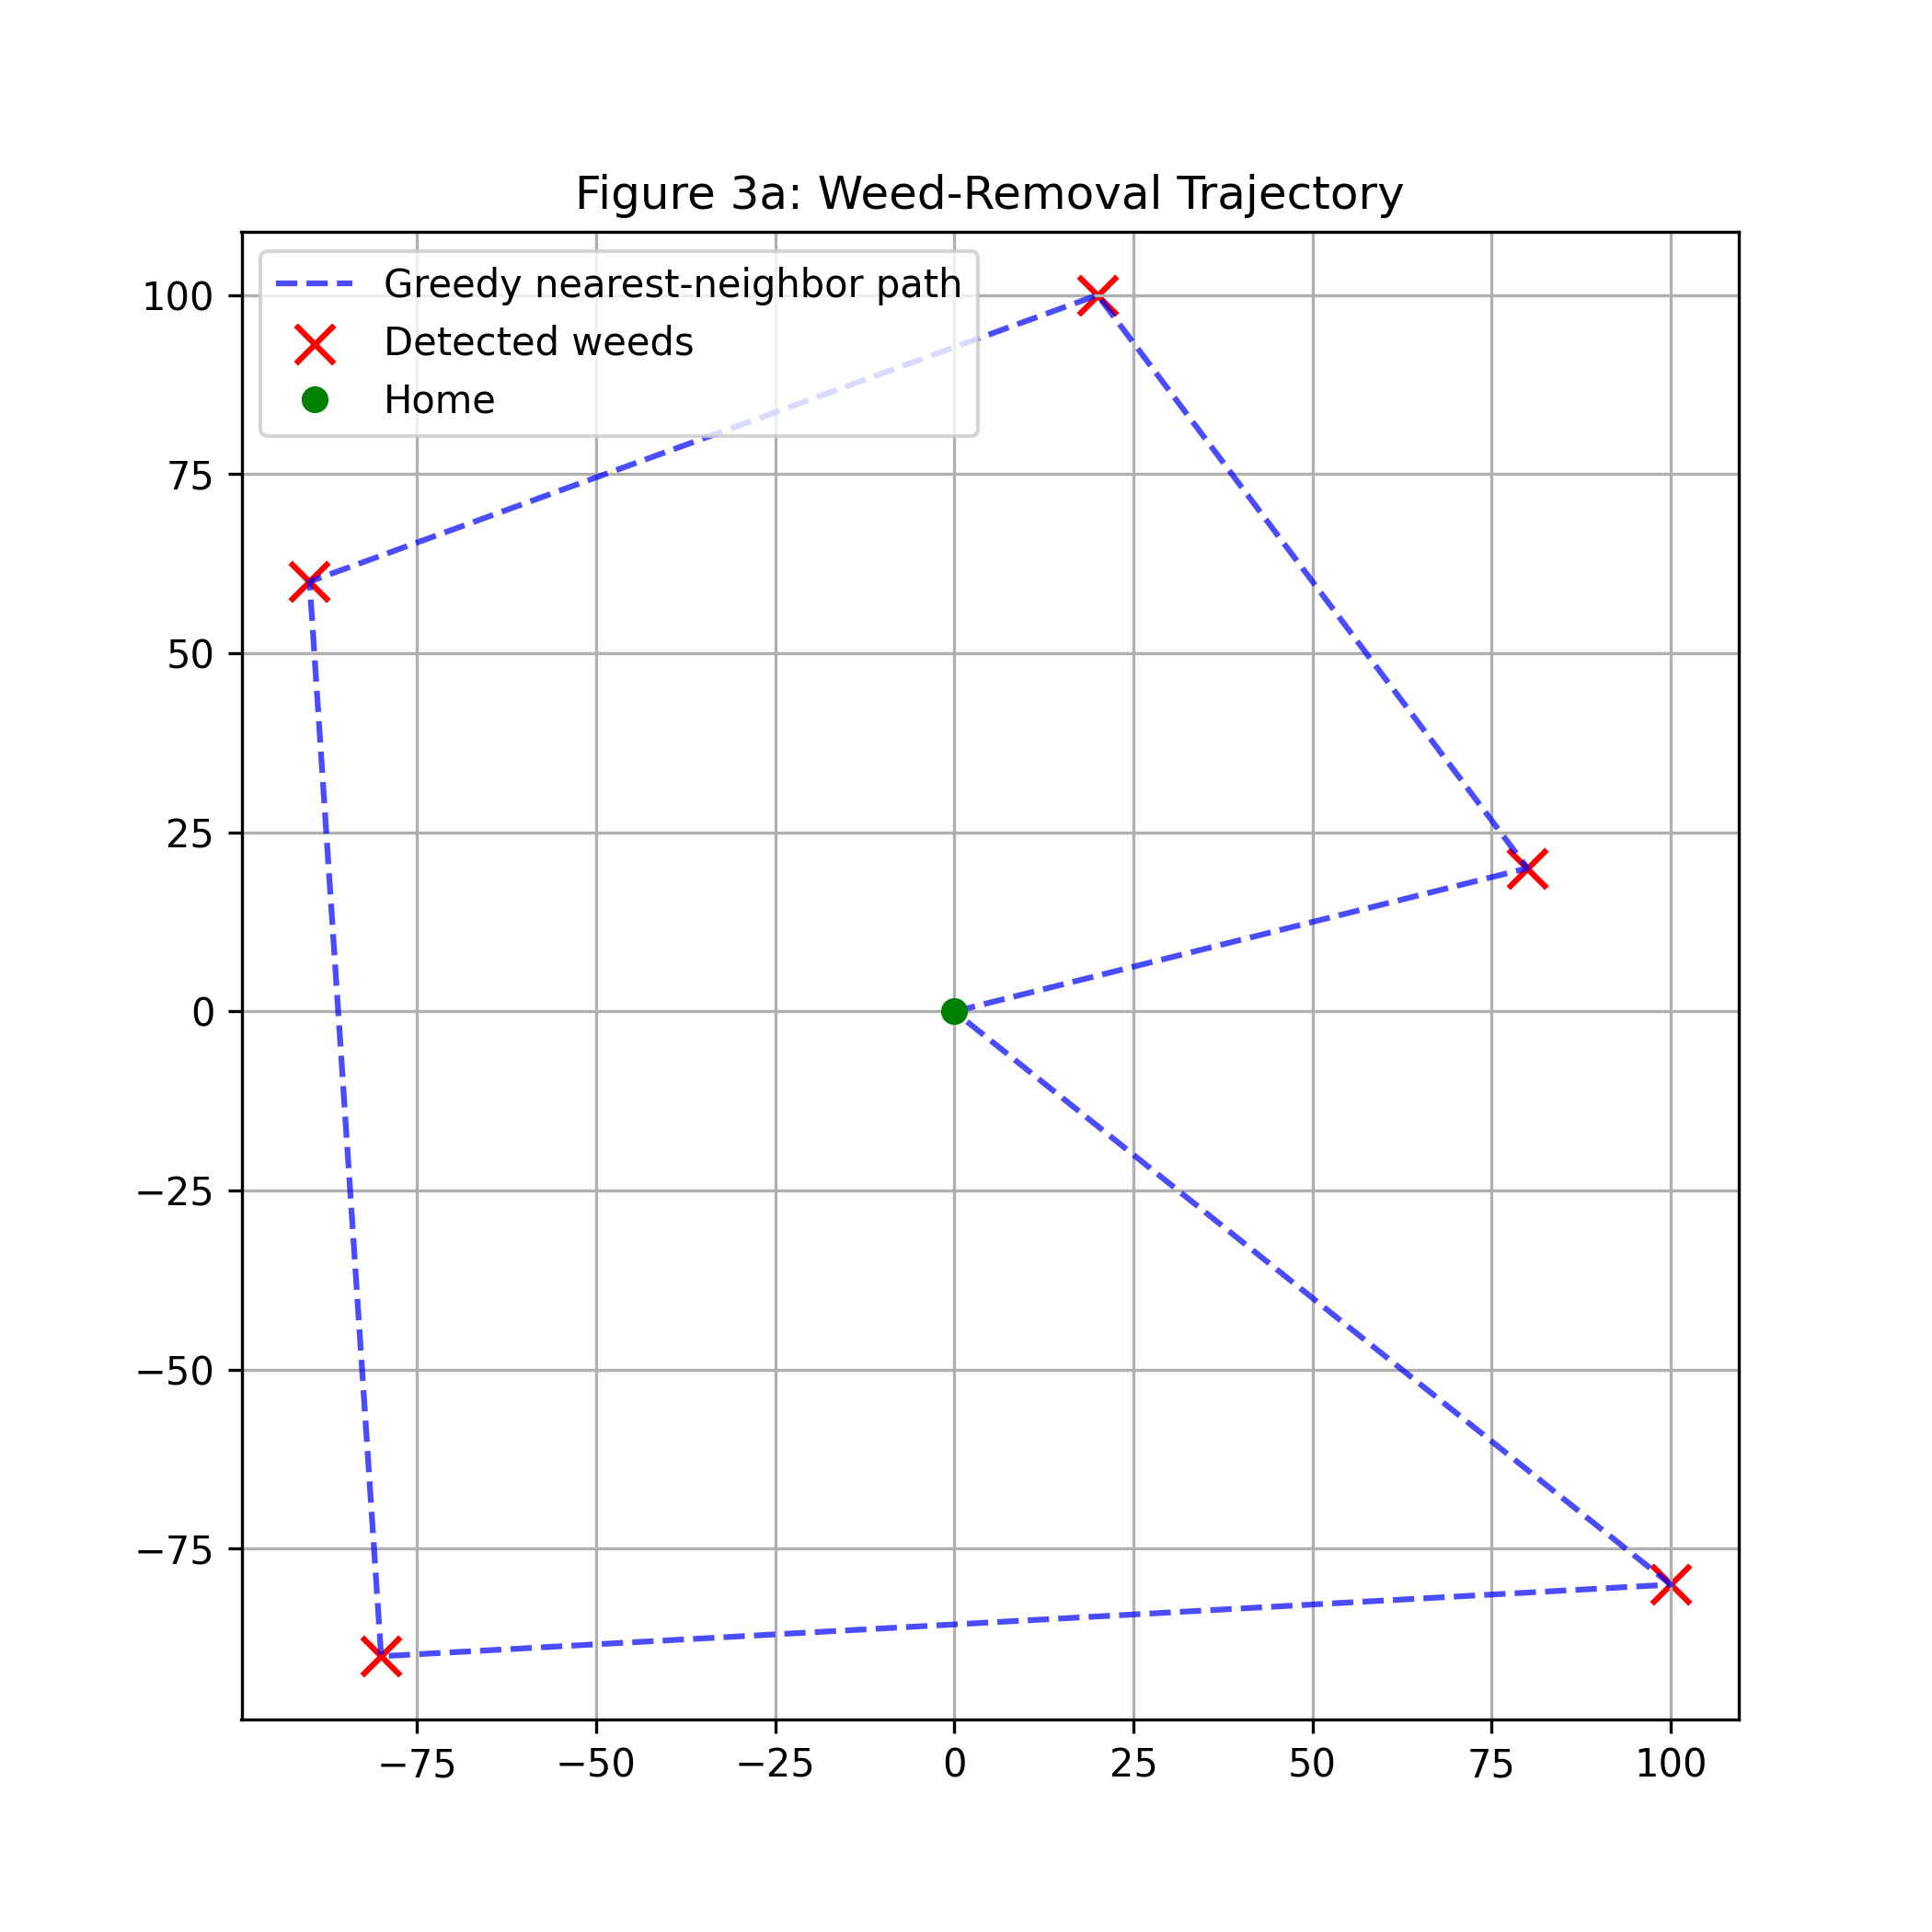 Figure 3a: Weed-Removal Trajectory
Greedy nearest-neighbor path
Detected weeds
Home
100
75
50
25
0
−25
−50
−75
−75 −50 −25 0 25 50 75 100